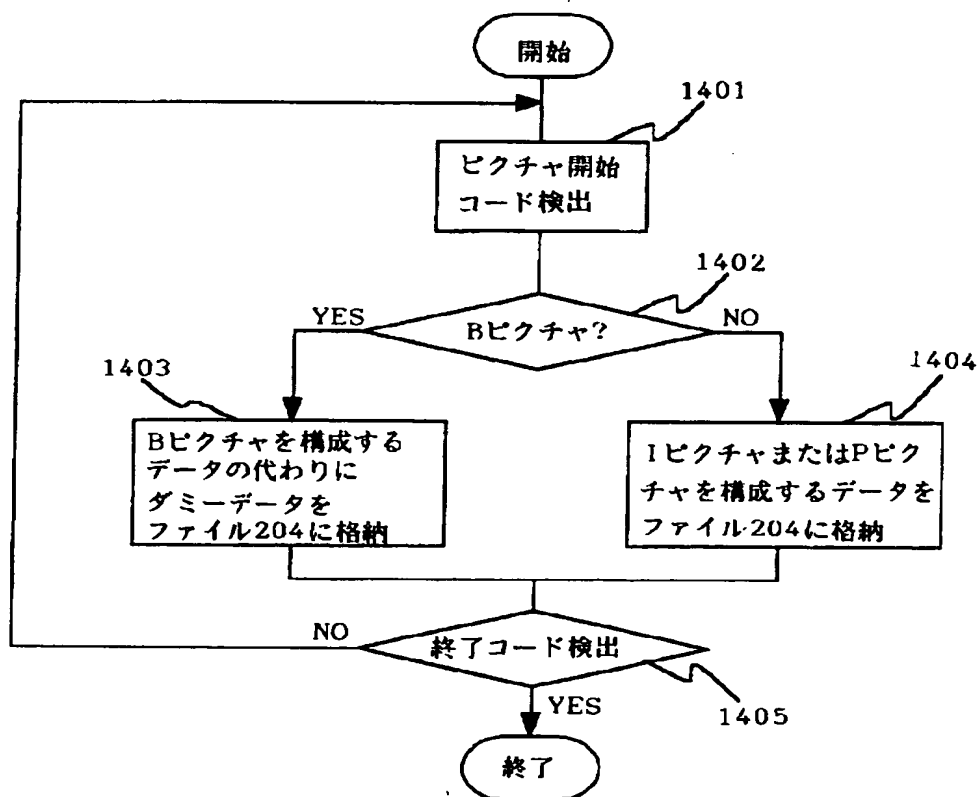 開始
1401
ピクチャ開始
コード検出
1402
YES
Bピクチャ?
NO
1403
1404
Bピクチャを構成する
データの代わりに
ダミーデータを
ファイル204に格納
IピクチャまたはPピク
チャを構成するデータを
ファイル204に格納
NO
終了コード検出
YES
1405
終了